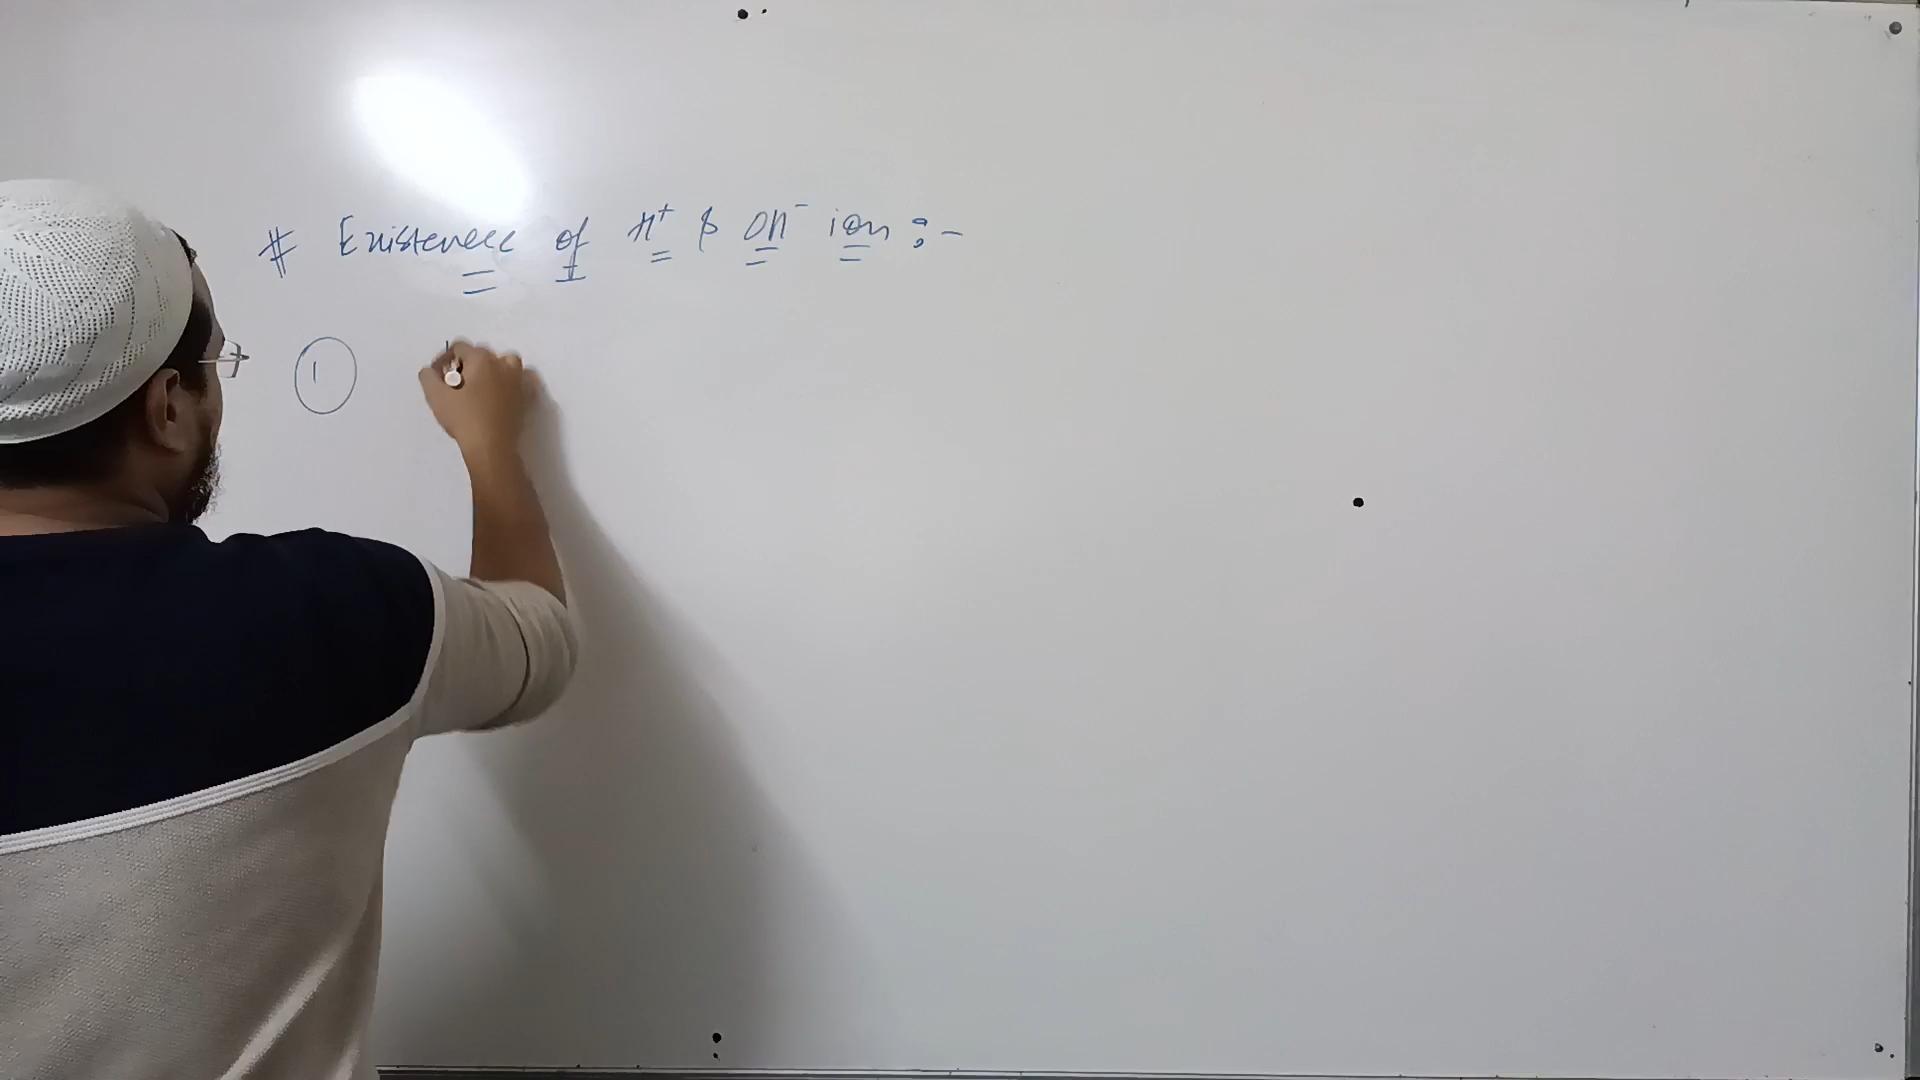 # Existence of H⁺ & OH⁻ ion :-
①